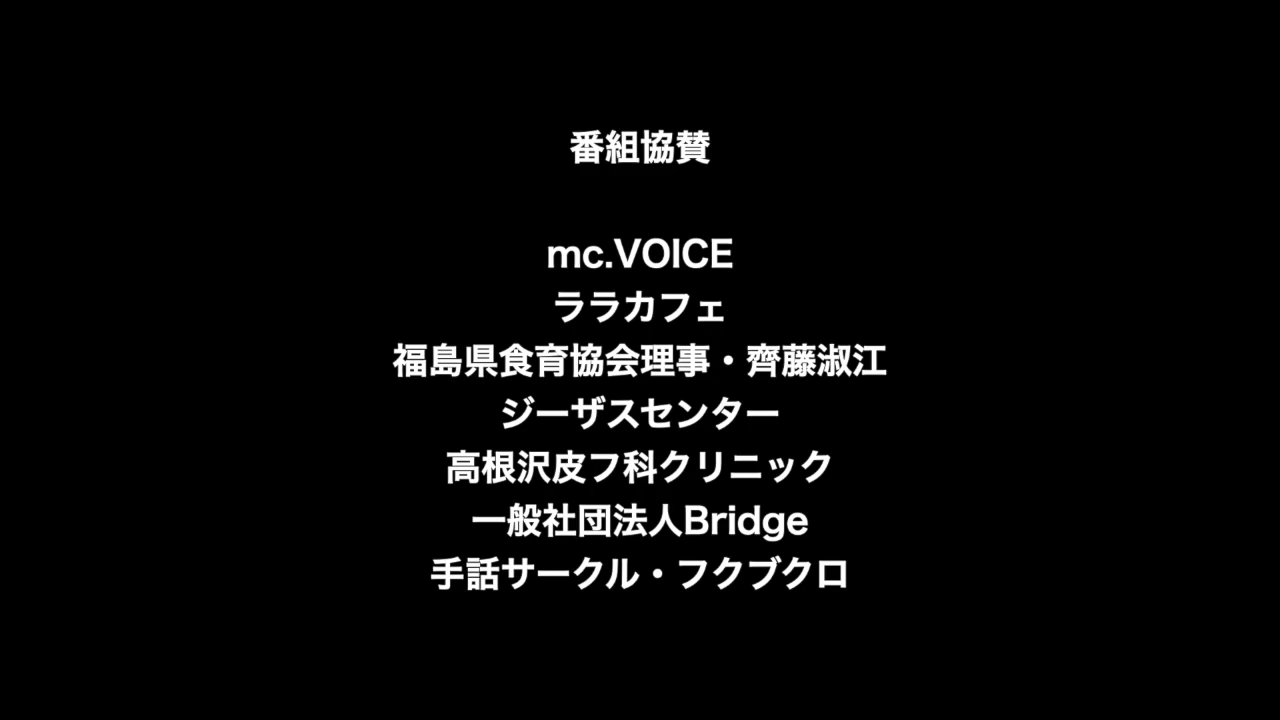 番組協賛
mc.VOICE
ララカフェ
福島県食育協会理事・齊藤淑江
ジーザスセンター
高根沢皮フ科クリニック
一般社団法人Bridge
手話サークル・フクブクロ